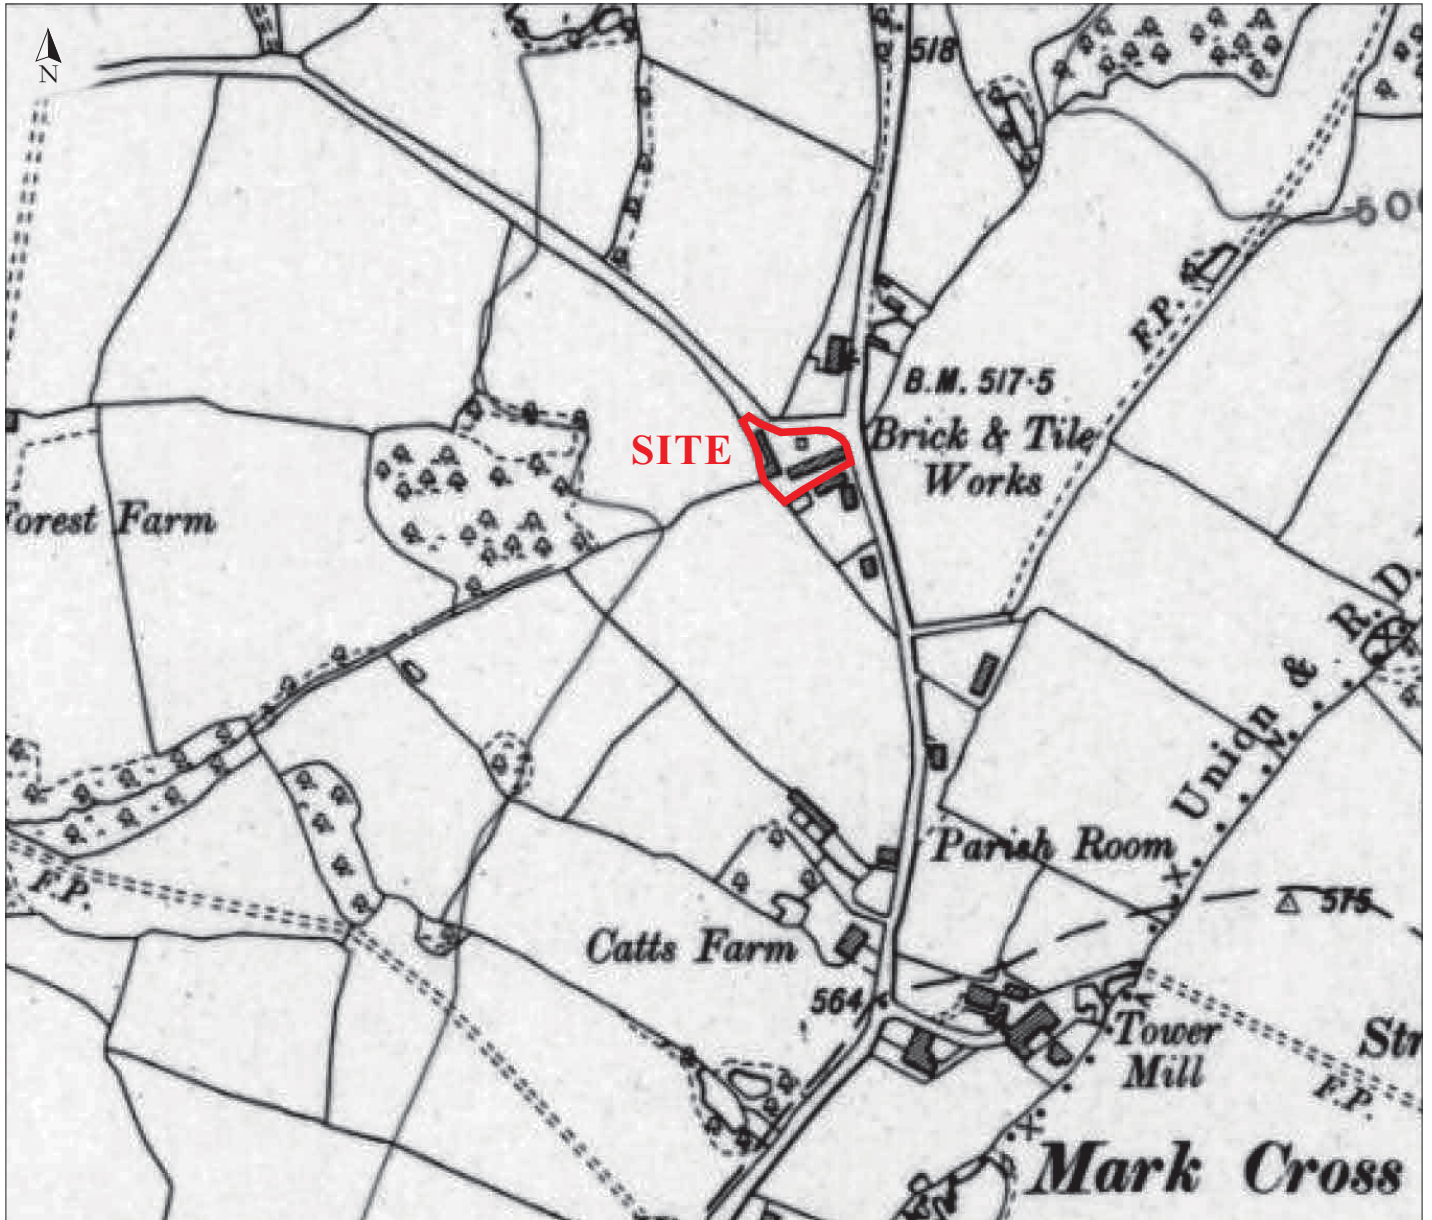 N
518
500
F.P.
B.M. 517·5
Brick & Tile
Works
SITE
Forest Farm
Union & R. D.
Parish Room
F.P.
575
Catts Farm
564
Tower
Mill
Str
F.P.
Mark Cross